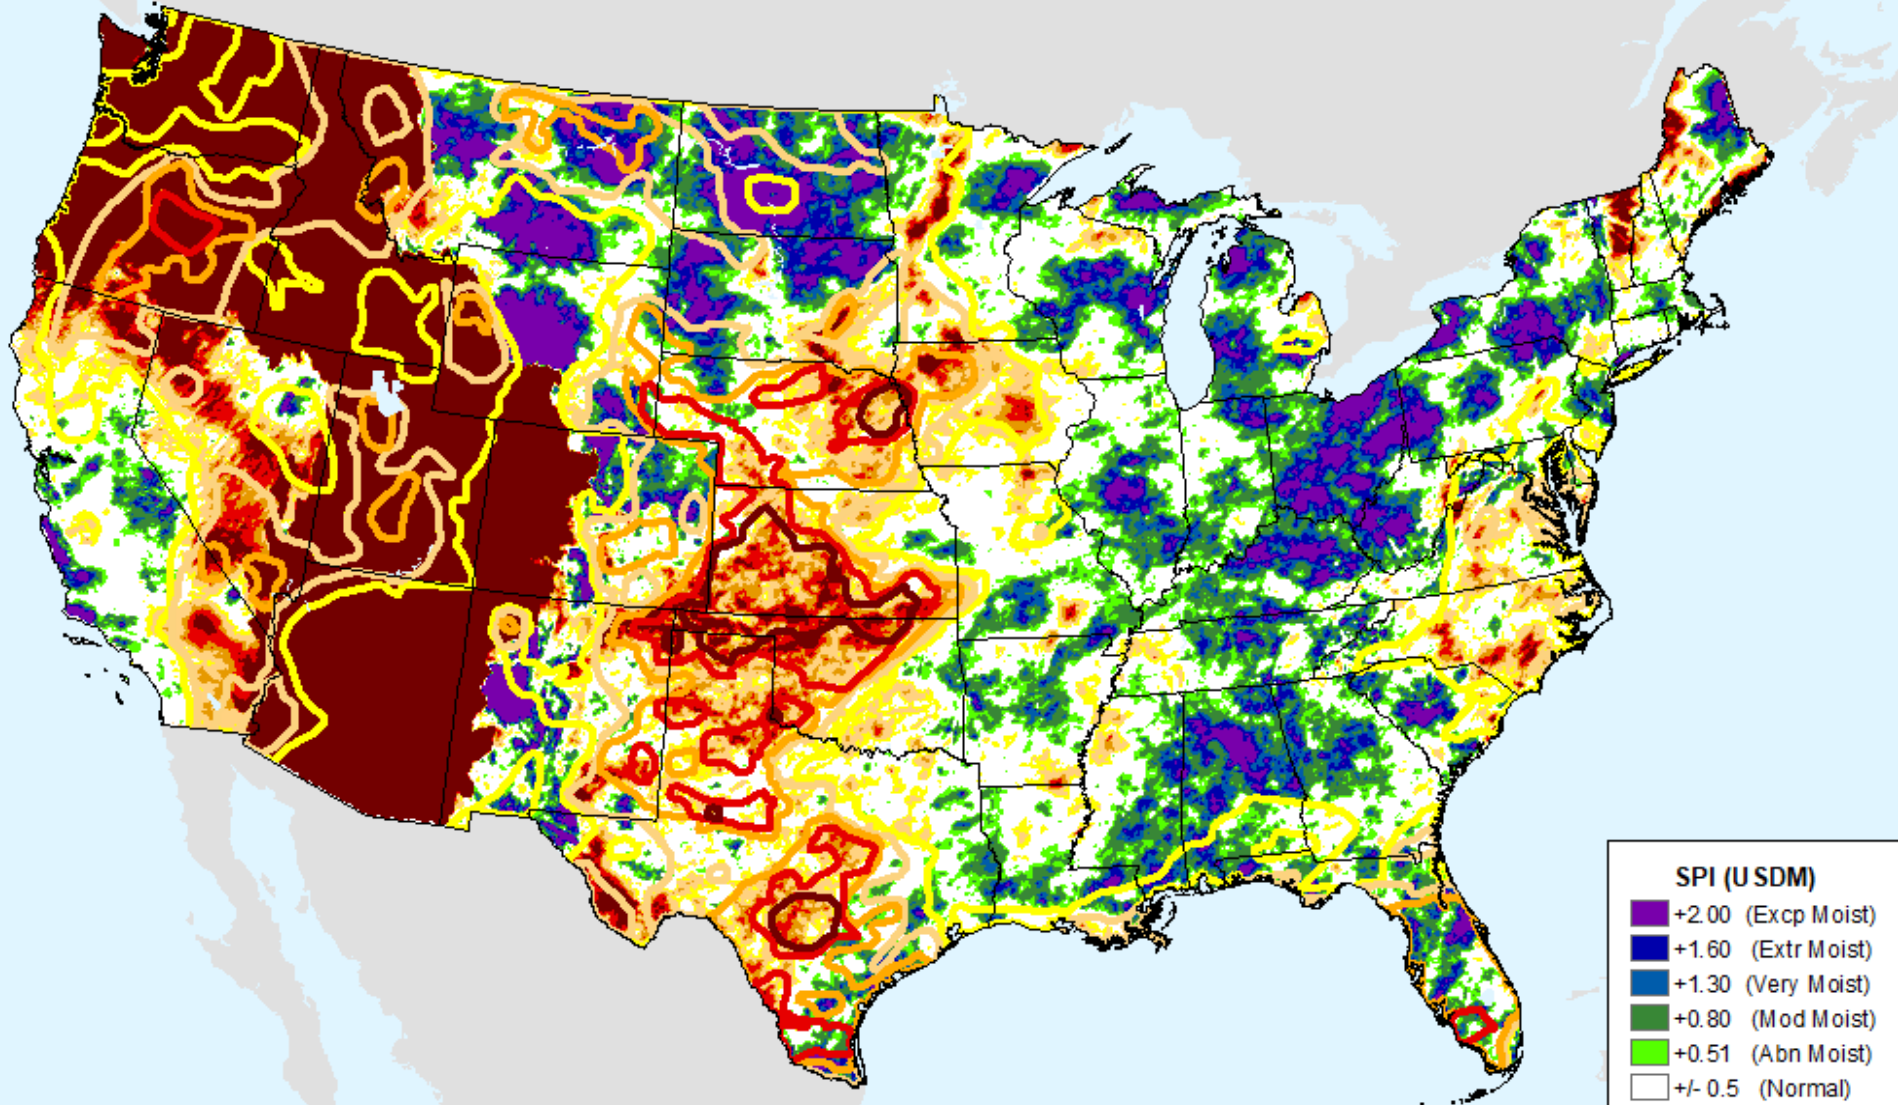 SPI (USDM)
+2.00 (Excp Moist)
+1.60 (Extr Moist)
+1.30 (Very Moist)
+0.80 (Mod Moist)
+0.51 (Abn Moist)
+/- 0.5 (Normal)